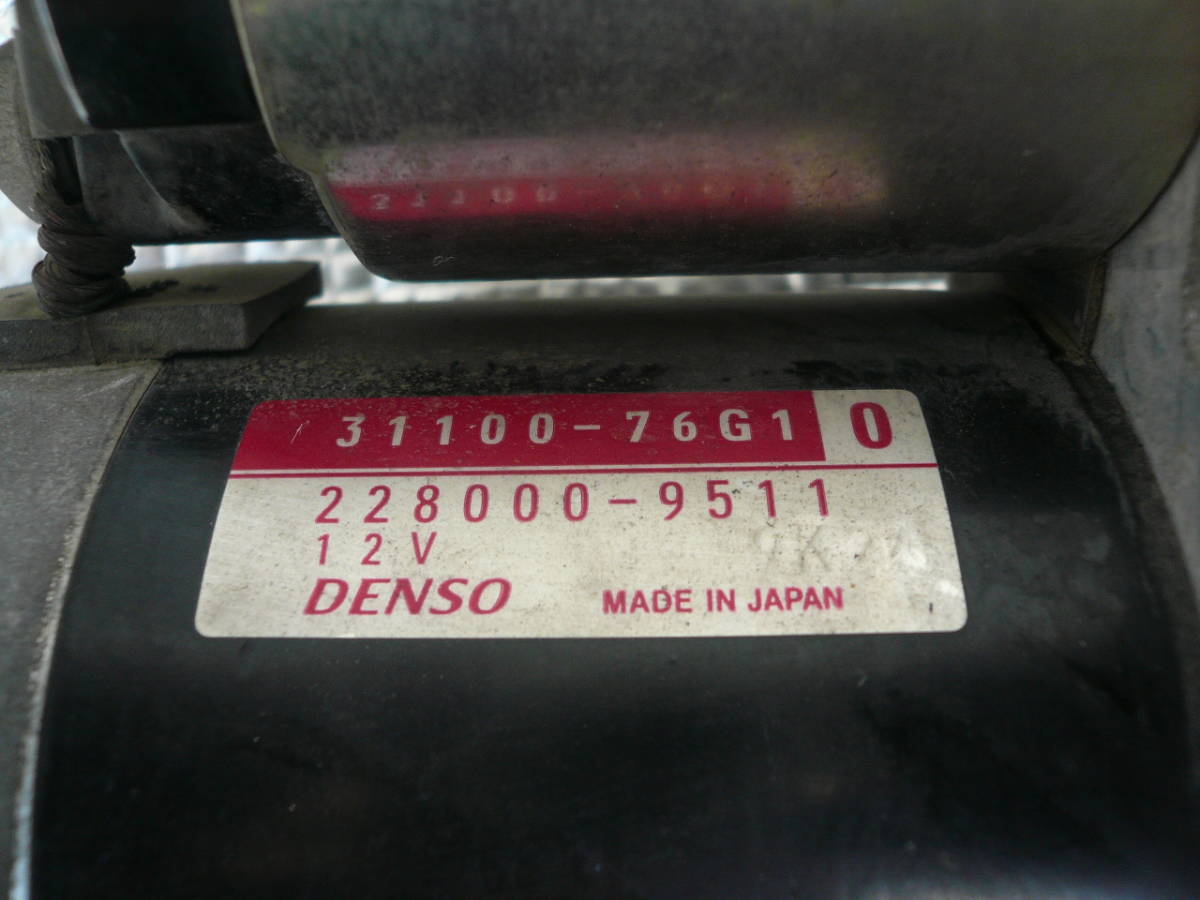 31100-76G1 0
228000-9511
12V
DENSO MADE IN JAPAN